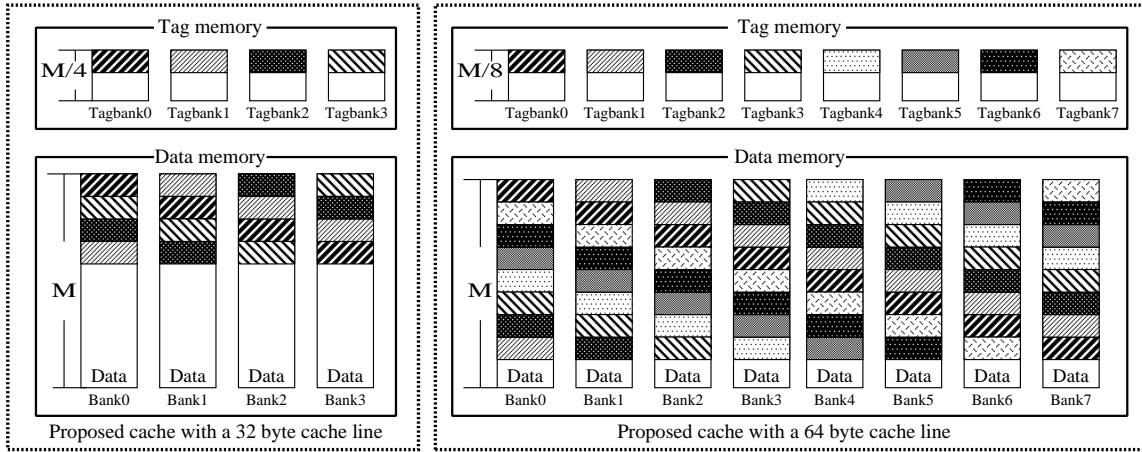 Tag memory
M/4
Tagbank0 Tagbank1 Tagbank2 Tagbank3
Data memory
M
Data Data Data Data
Bank0 Bank1 Bank2 Bank3
Proposed cache with a 32 byte cache line
Tag memory
M/8
Tagbank0 Tagbank1 Tagbank2 Tagbank3 Tagbank4 Tagbank5 Tagbank6 Tagbank7
Data memory
M
Data Data Data Data Data Data Data Data
Bank0 Bank1 Bank2 Bank3 Bank4 Bank5 Bank6 Bank7
Proposed cache with a 64 byte cache line